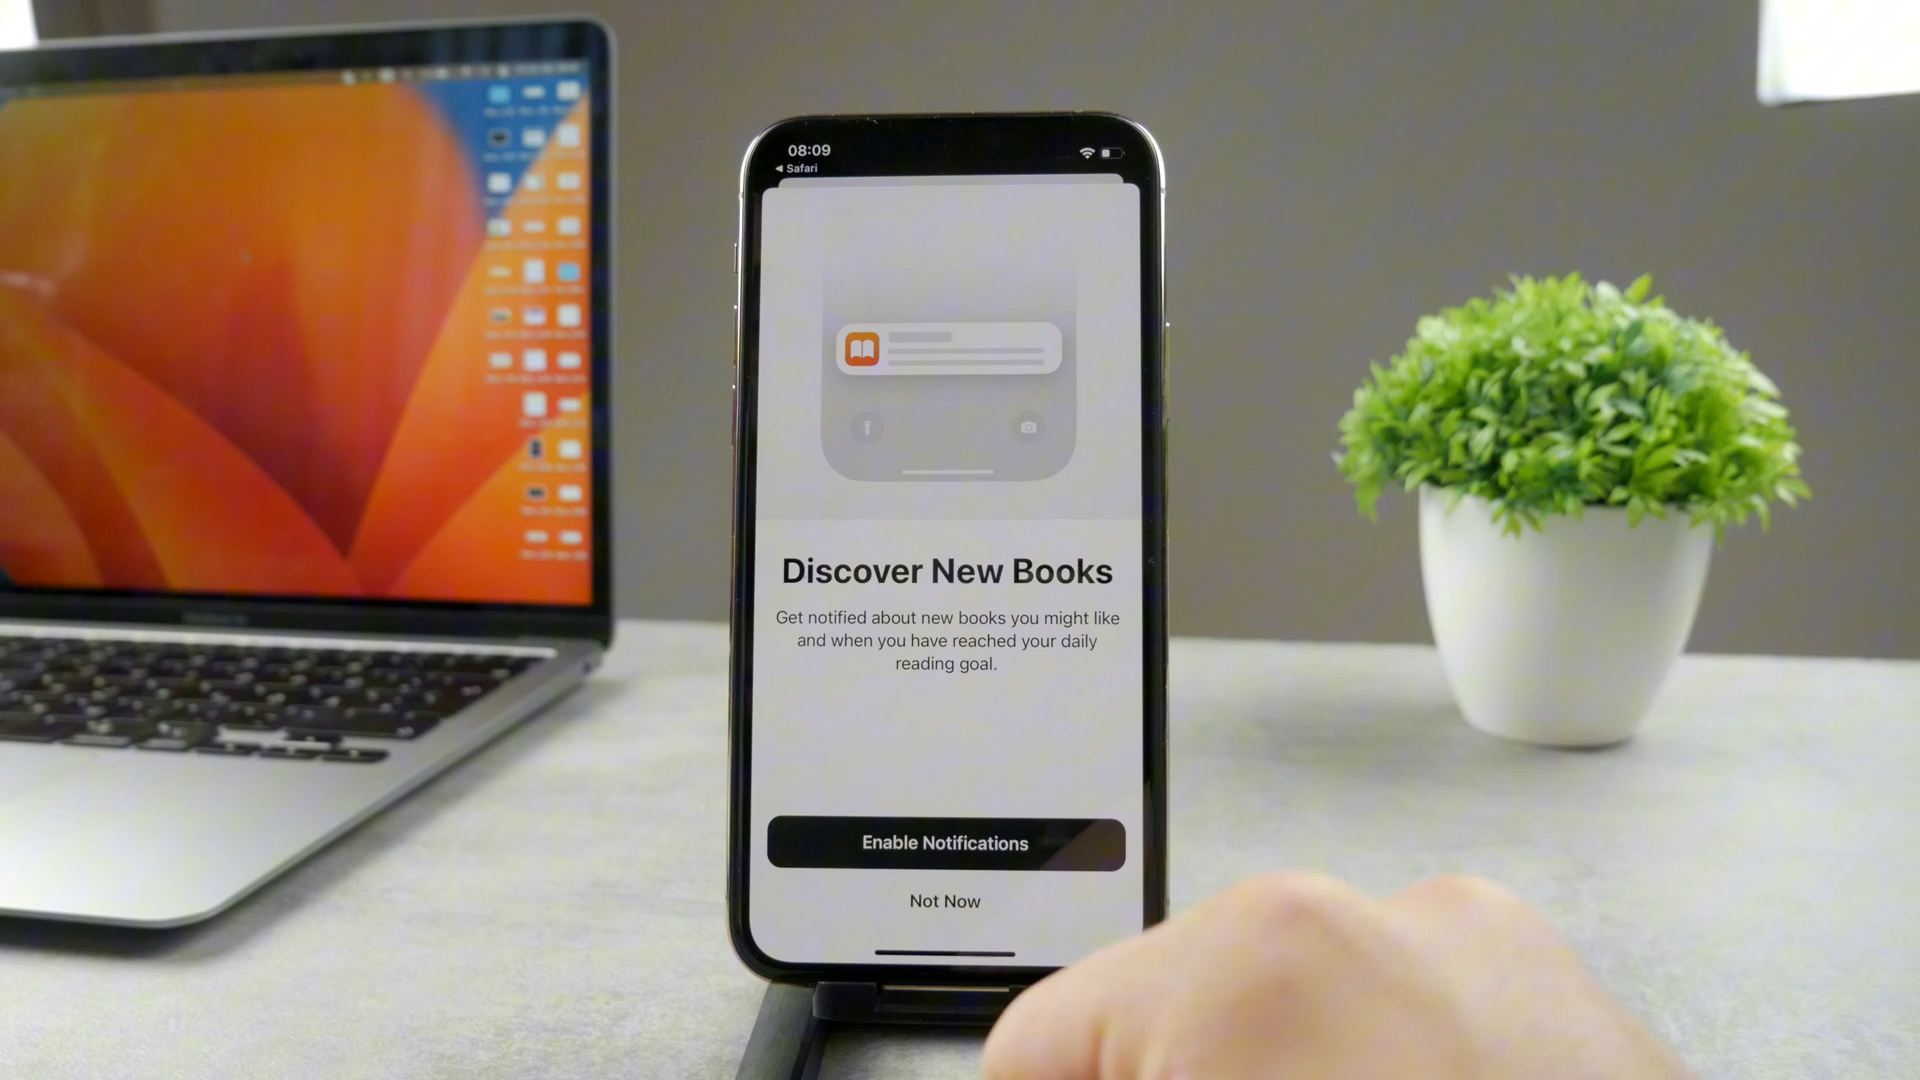 08:09
◀ Safari
Discover New Books
Get notified about new books you might like
and when you have reached your daily
reading goal.
Enable Notifications
Not Now